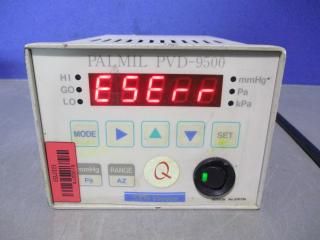 PALMIL PVD-9500
HI
GO
LO
ESErr
mmHg
Pa
kPa
MODE
SET
mmHg
Pa
RANGE
AZ
Q